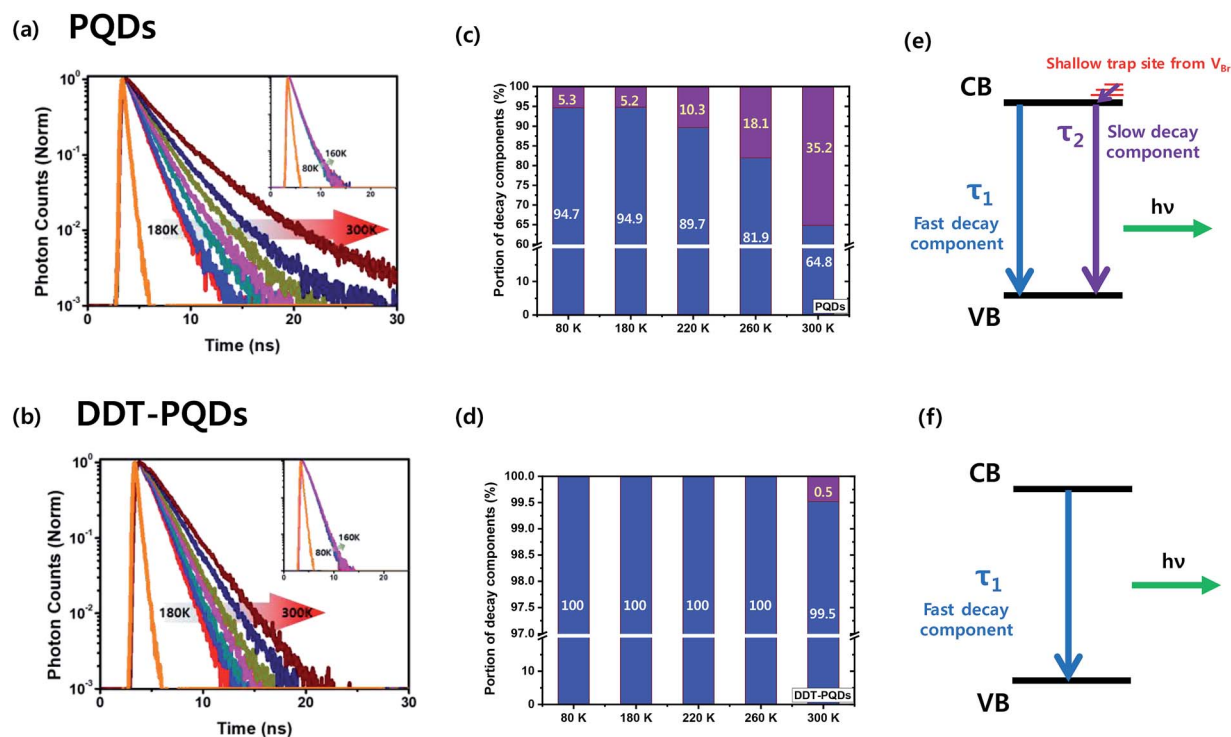 (a) PQDs
Photon Counts (Norm)
10⁰
10⁻¹
10⁻²
10⁻³
0 10 20 30
Time (ns)
180K 300K
80K 160K
0 10 20
(c)
Portion of decay components (%)
100
95
90
85
80
75
70
65
60
10
0
5.3 5.2 10.3 18.1 35.2
94.7 94.9 89.7 81.9 64.8
PQDs
80 K 180 K 220 K 260 K 300 K
(e)
Shallow trap site from V_Br
CB
τ₁
Fast decay
component
τ₂
Slow decay
component
hν
VB
(b) DDT-PQDs
Photon Counts (Norm)
10⁰
10⁻¹
10⁻²
10⁻³
0 10 20 30
Time (ns)
180K 300K
80K 160K
0 10 20
(d)
Portion of decay components (%)
100.0
99.5
99.0
98.5
98.0
97.5
97.0
10
0
0.5
100 100 100 100 99.5
DDT-PQDs
80 K 180 K 220 K 260 K 300 K
(f)
CB
τ₁
Fast decay
component
hν
VB